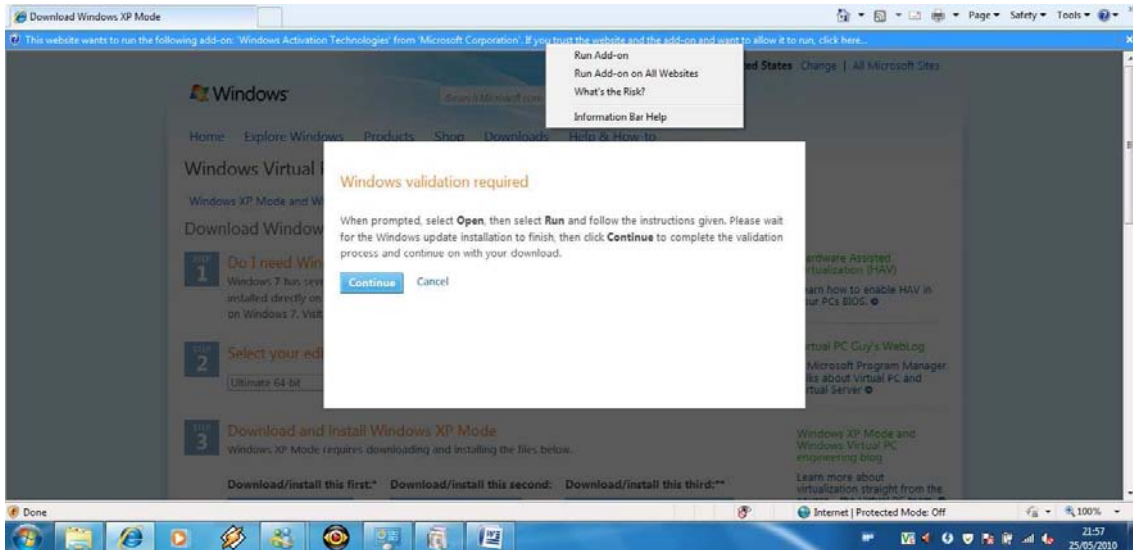 Download Windows XP Mode
Page Safety Tools
This website wants to run the following add-on: 'Windows Activation Technologies' from 'Microsoft Corporation'. If you trust the website and the add-on and want to allow it to run, click here...
Run Add-on
Run Add-on on All Websites
What's the Risk?
Information Bar Help
ted States Change | All Microsoft Sites
Windows
Home Explore Windows Products Shop Downloads Help & How-to
Windows Virtual
Windows XP Mode and W
Download Window
Windows validation required
When prompted, select Open, then select Run and follow the instructions given. Please wait
for the Windows update installation to finish, then click Continue to complete the validation
process and continue on with your download.
Continue Cancel
STEP 1
Do I need Win
Windows 7 has seve
installed directly on
on Windows 7. Visit
STEP 2
Select your edi
Ultimate 64-bit
STEP 3
Download and Install Windows XP Mode
Windows XP Mode requires downloading and installing the files below.
Download/install this first:* Download/install this second: Download/install this third:**
ardware Assisted
rtualization (HAV)
earn how to enable HAV in
our PCs BIOS.
rtual PC Guy's WebLog
Microsoft Program Manager
lks about Virtual PC and
rtual Server
Windows XP Mode and
Windows Virtual PC
engineering blog
Learn more about
virtualization straight from the
Done
Internet | Protected Mode: Off
100%
21:57
25/05/2010